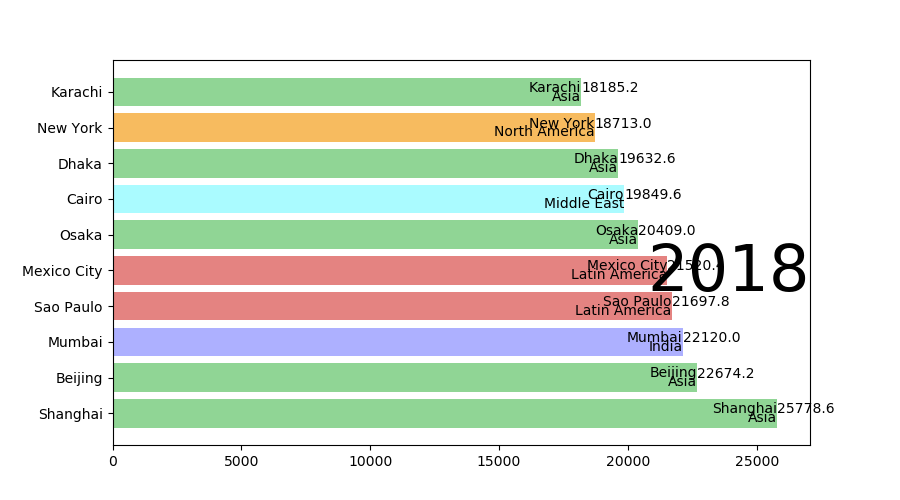 Karachi
Karachi 18185.2
Asia
New York
New York 18713.0
North America
Dhaka
Dhaka 19632.6
Asia
Cairo
Cairo 19849.6
Middle East
Osaka
Osaka 20409.0
Asia
2018
Mexico City
Mexico City 21520.4
Latin America
Sao Paulo
Sao Paulo 21697.8
Latin America
Mumbai
Mumbai 22120.0
India
Beijing
Beijing 22674.2
Asia
Shanghai
Shanghai 25778.6
Asia
0 5000 10000 15000 20000 25000